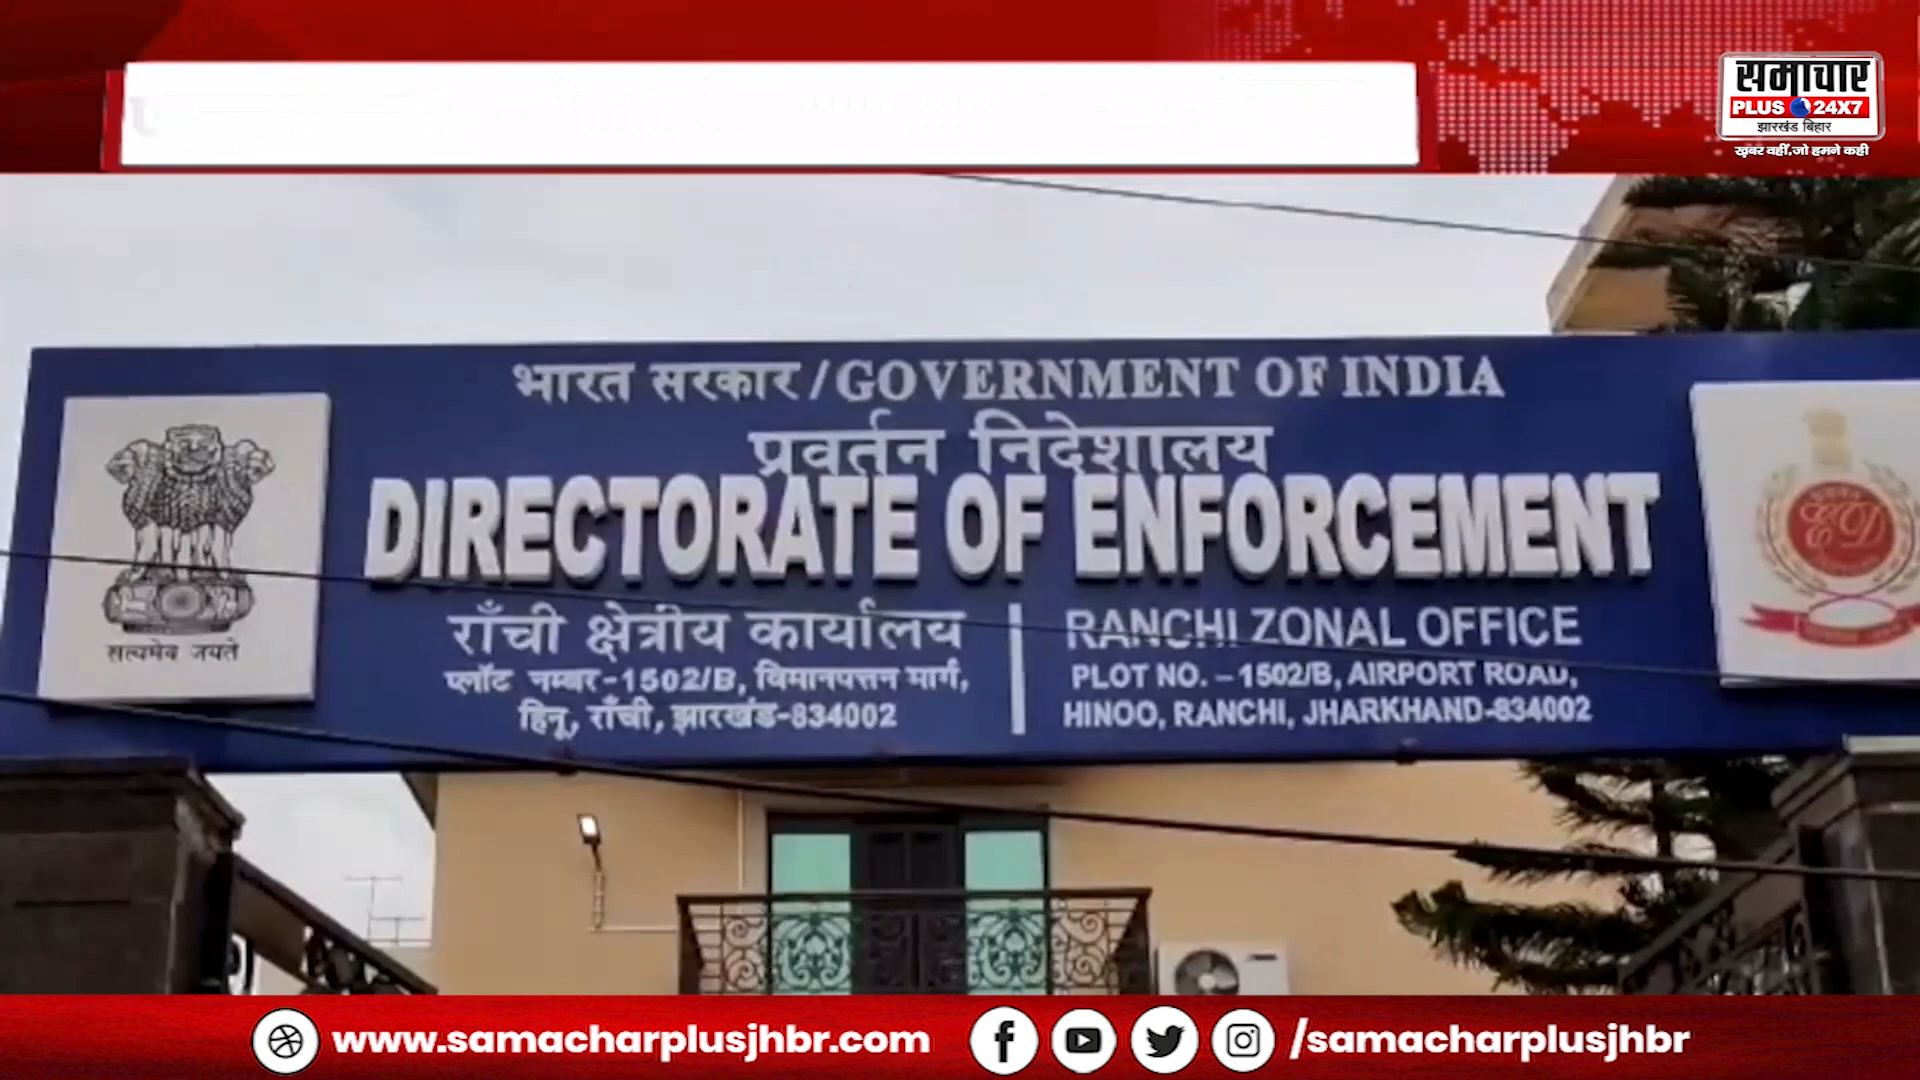 समाचार
PLUS 24X7
झारखंड बिहार
ख़बर वहीं,जो हमने कही
भारत सरकार/GOVERNMENT OF INDIA
प्रवर्तन निदेशालय
DIRECTORATE OF ENFORCEMENT
सत्यमेव जयते
ED
राँची क्षेत्रीय कार्यालय
प्लॉट नम्बर-1502/B, विमानपत्तन मार्ग,
हिनू, राँची, झारखंड-834002
RANCHI ZONAL OFFICE
PLOT NO. – 1502/B, AIRPORT ROAD,
HINOO, RANCHI, JHARKHAND-834002
www.samacharplusjhbr.com
/samacharplusjhbr